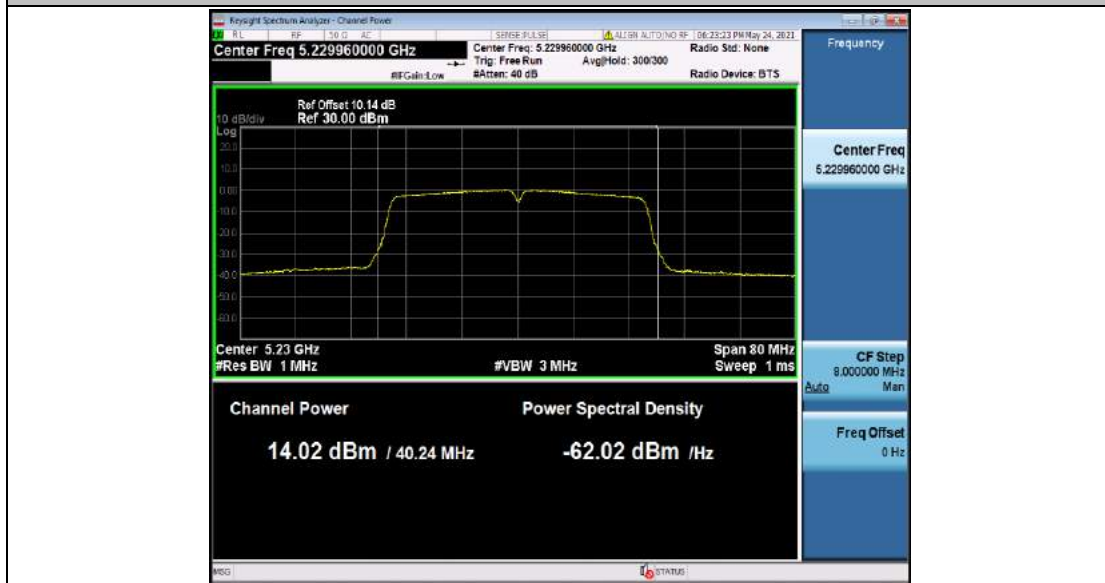 Keysight Spectrum Analyzer - Channel Power
RL RF 50 Ω AC SENSE:PULSE ALIGN AUTO/NO RF 06:23:23 PM May 24, 2021
Center Freq 5.229960000 GHz
Center Freq: 5.229960000 GHz
Radio Std: None
Trig: Free Run Avg|Hold: 300/300
#IFGain:Low #Atten: 40 dB Radio Device: BTS
Ref Offset 10.14 dB
10 dB/div Ref 30.00 dBm
Log
20.0
10.0
0.00
-10.0
-20.0
-30.0
-40.0
-50.0
-60.0
Center 5.23 GHz Span 80 MHz
#Res BW 1 MHz #VBW 3 MHz Sweep 1 ms
Channel Power Power Spectral Density
14.02 dBm / 40.24 MHz -62.02 dBm /Hz
MSG STATUS
Frequency
Center Freq
5.229960000 GHz
CF Step
8.000000 MHz
Auto Man
Freq Offset
0 Hz